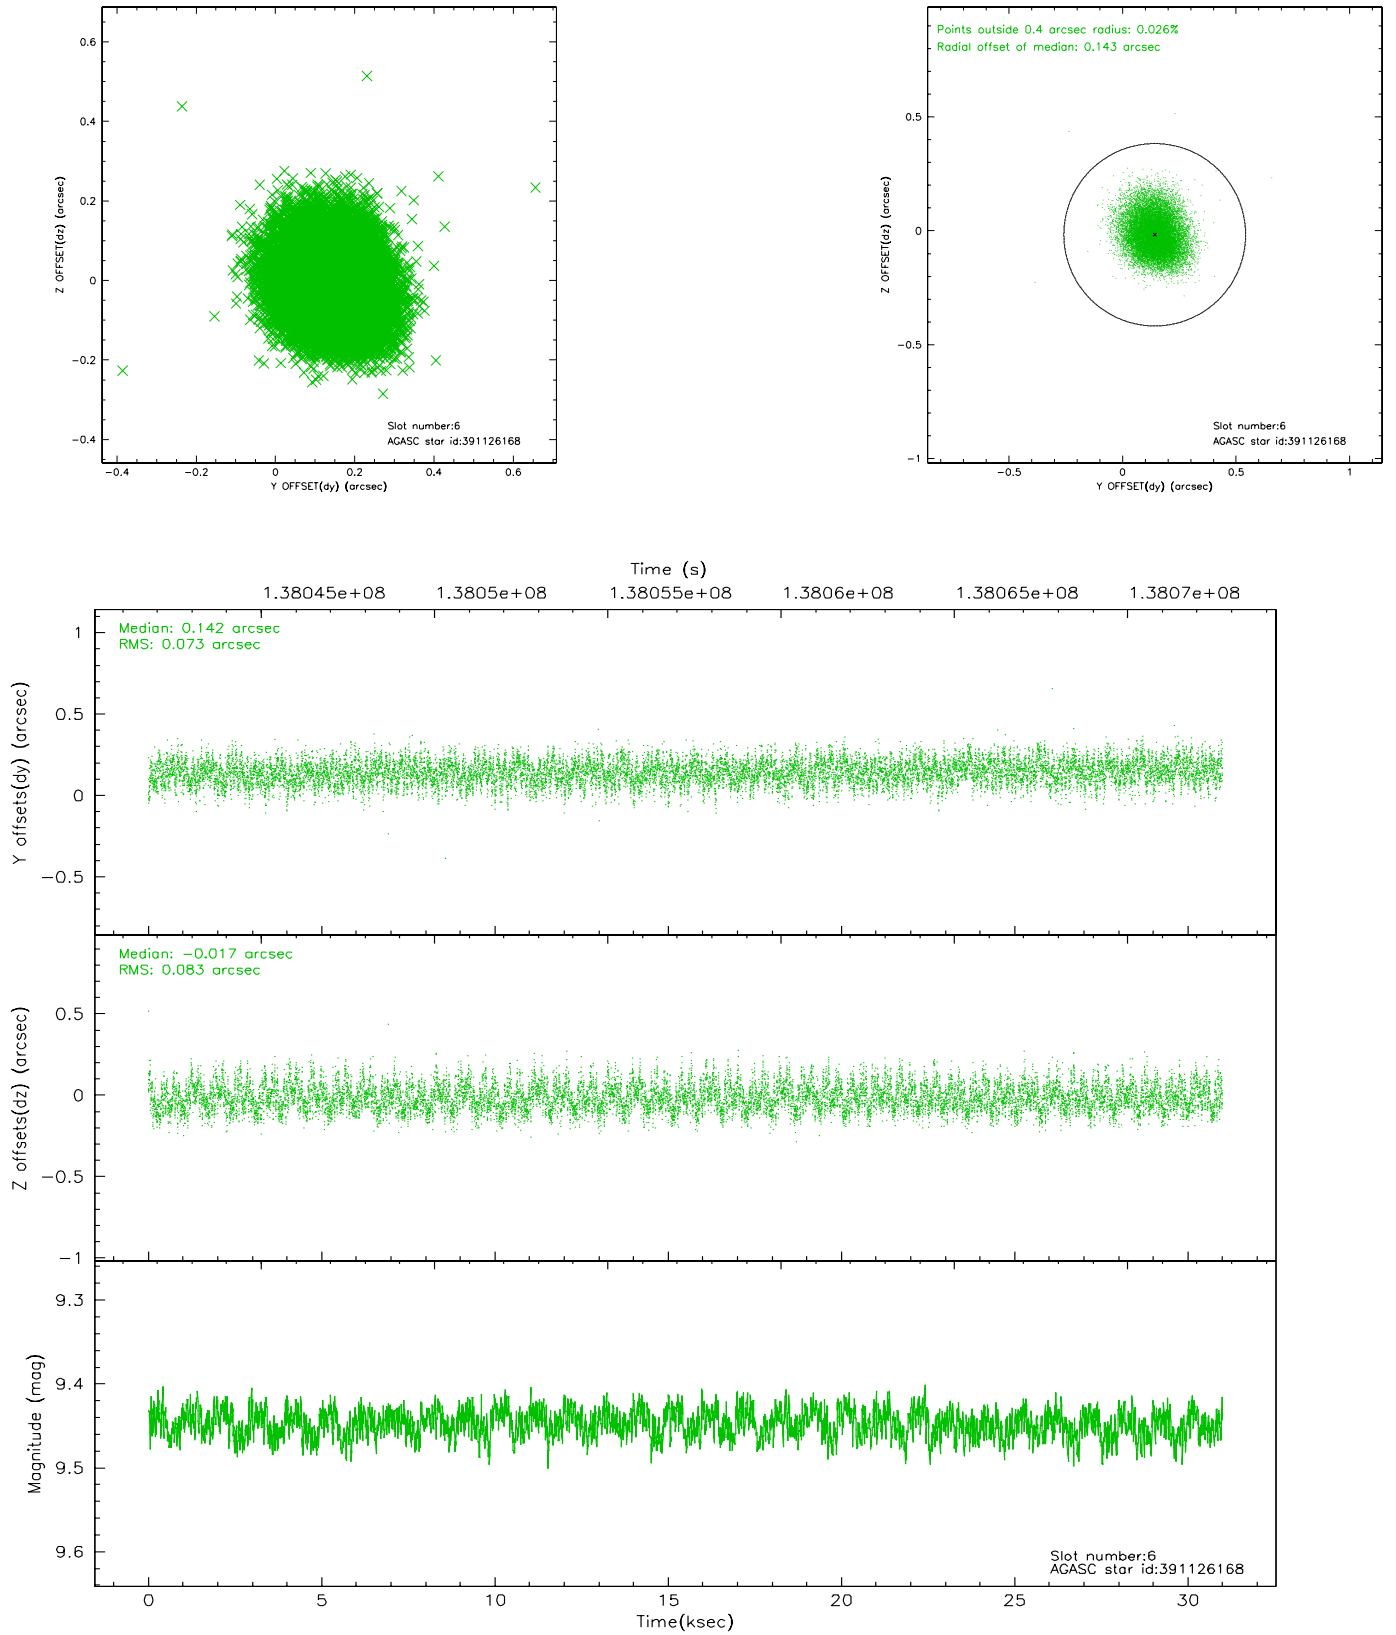 0.6
0.4
0.2
0
−0.2
−0.4
Z OFFSET(dz) (arcsec)
Slot number:6
AGASC star id:391126168
−0.4 −0.2 0 0.2 0.4 0.6
Y OFFSET(dy) (arcsec)
Points outside 0.4 arcsec radius: 0.026%
Radial offset of median: 0.143 arcsec
0.5
0
−0.5
−1
Z OFFSET(dz) (arcsec)
Slot number:6
AGASC star id:391126168
−0.5 0 0.5 1
Y OFFSET(dy) (arcsec)
Time (s)
1.38045e+08 1.3805e+08 1.38055e+08 1.3806e+08 1.38065e+08 1.3807e+08
Median: 0.142 arcsec
RMS: 0.073 arcsec
1
0.5
0
−0.5
Y offsets(dy) (arcsec)
Median: −0.017 arcsec
RMS: 0.083 arcsec
0.5
0
−0.5
−1
Z offsets(dz) (arcsec)
9.3
9.4
9.5
9.6
Magnitude (mag)
Slot number:6
AGASC star id:391126168
0 5 10 15 20 25 30
Time(ksec)